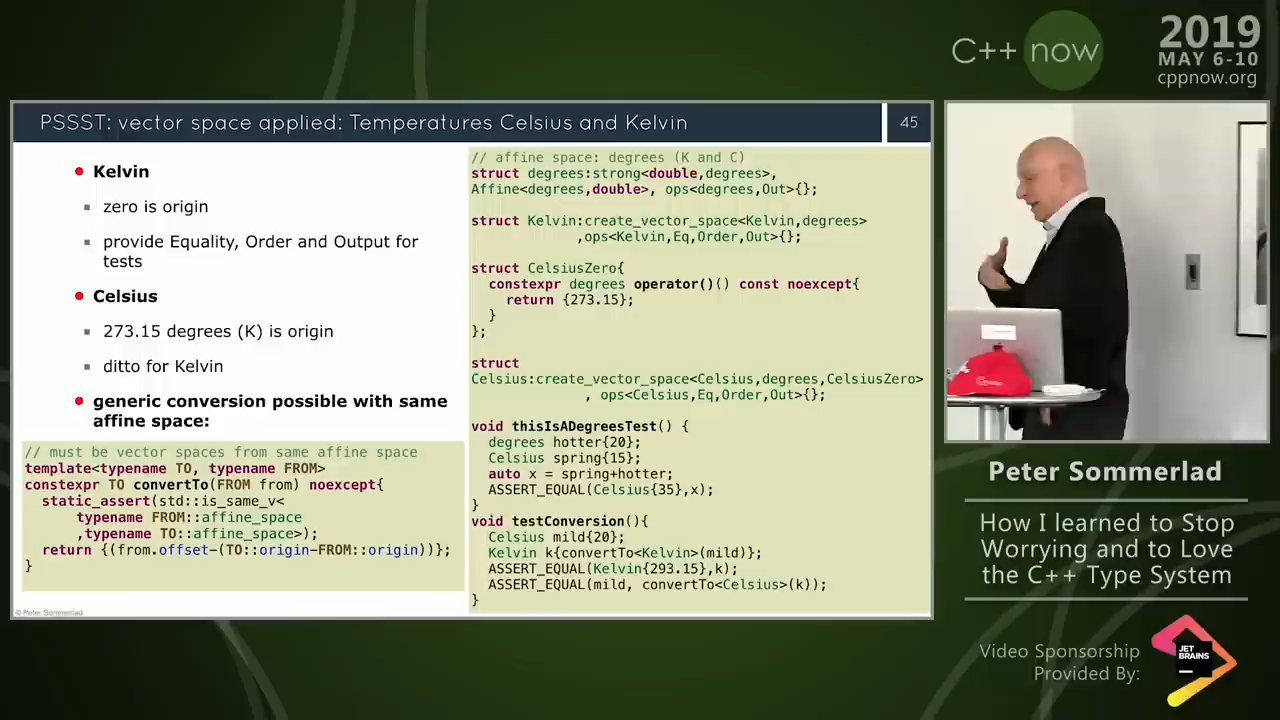 C++ now
2019
MAY 6-10
cppnow.org
PSSST: vector space applied: Temperatures Celsius and Kelvin
45
Kelvin
zero is origin
provide Equality, Order and Output for
tests
Celsius
273.15 degrees (K) is origin
ditto for Kelvin
generic conversion possible with same
affine space:
// must be vector spaces from same affine space
template<typename TO, typename FROM>
constexpr TO convertTo(FROM from) noexcept{
static_assert(std::is_same_v<
typename FROM::affine_space
,typename TO::affine_space>);
return {(from.offset-(TO::origin-FROM::origin))};
}
© Peter Sommerlad
// affine space: degrees (K and C)
struct degrees:strong<double,degrees>,
Affine<degrees,double>, ops<degrees,Out>{};
struct Kelvin:create_vector_space<Kelvin,degrees>
,ops<Kelvin,Eq,Order,Out>{};
struct CelsiusZero{
constexpr degrees operator()() const noexcept{
return {273.15};
}
};
struct
Celsius:create_vector_space<Celsius,degrees,CelsiusZero>
, ops<Celsius,Eq,Order,Out>{};
void thisIsADegreesTest() {
degrees hotter{20};
Celsius spring{15};
auto x = spring+hotter;
ASSERT_EQUAL(Celsius{35},x);
}
void testConversion(){
Celsius mild{20};
Kelvin k{convertTo<Kelvin>(mild)};
ASSERT_EQUAL(Kelvin{293.15},k);
ASSERT_EQUAL(mild, convertTo<Celsius>(k));
}
Peter Sommerlad
How I learned to Stop
Worrying and to Love
the C++ Type System
Video Sponsorship
Provided By:
JET
BRAINS